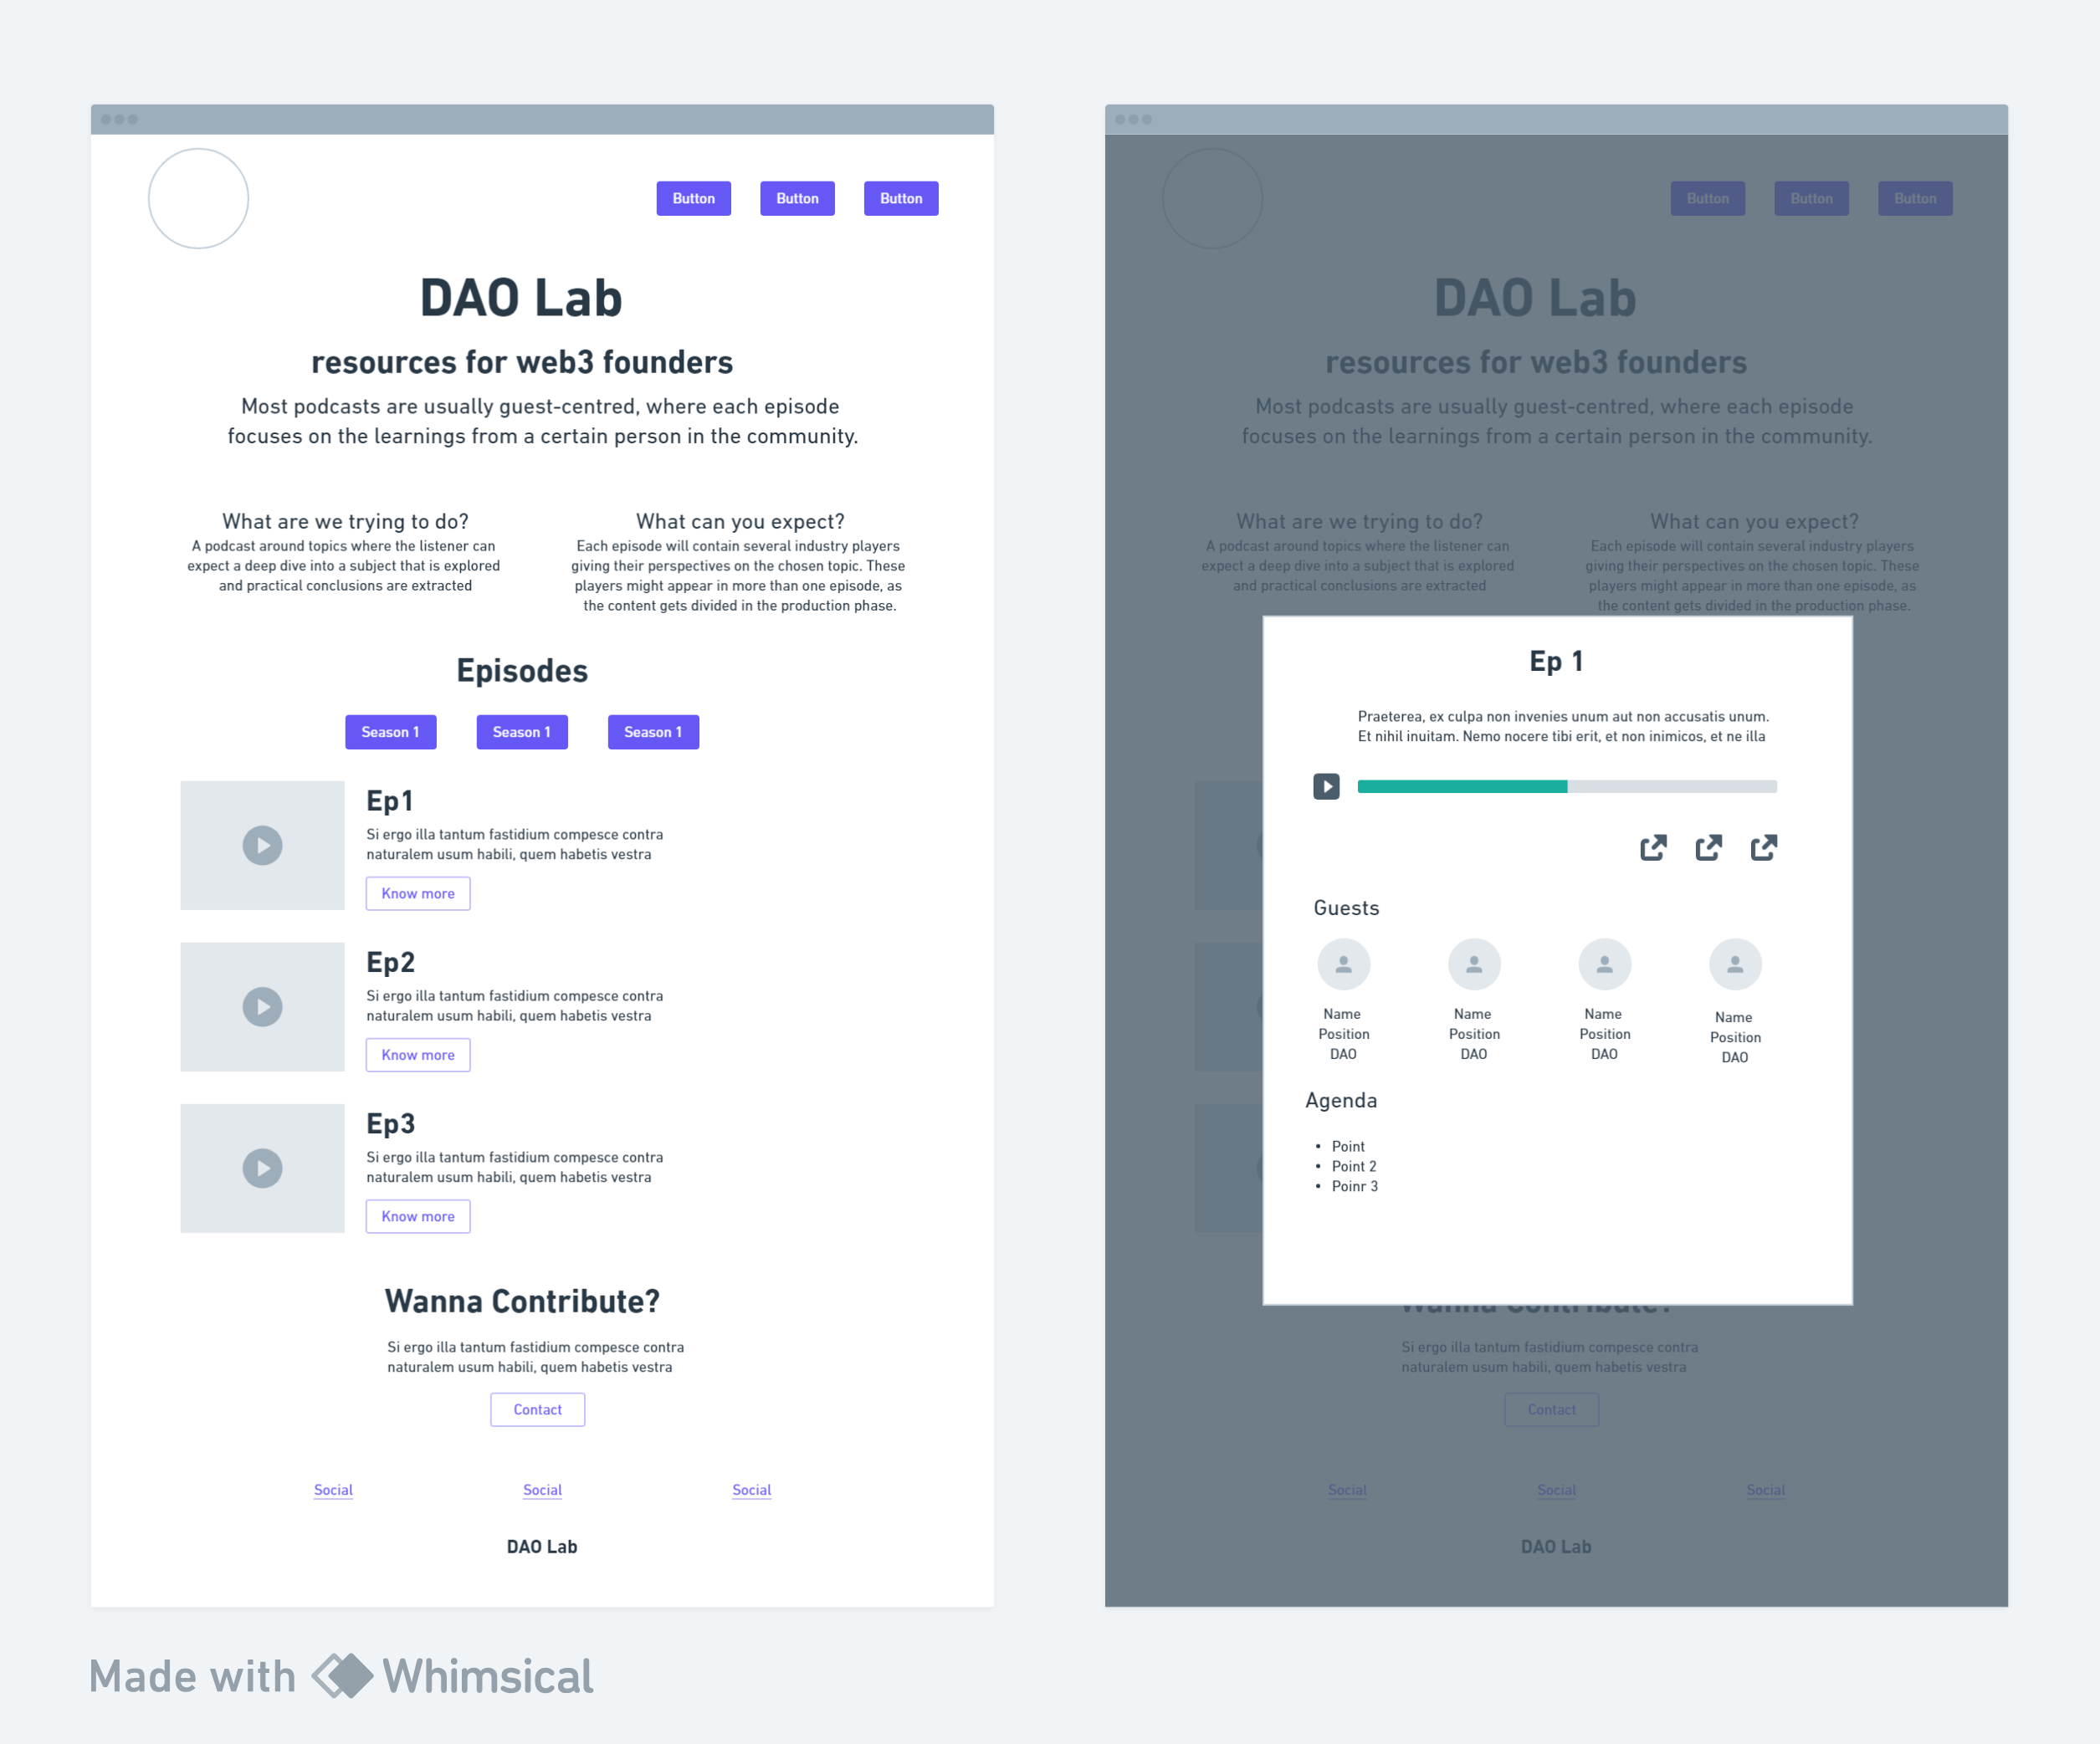 Button Button Button
DAO Lab
resources for web3 founders
Most podcasts are usually guest-centred, where each episode
focuses on the learnings from a certain person in the community.
What are we trying to do?
A podcast around topics where the listener can
expect a deep dive into a subject that is explored
and practical conclusions are extracted
What can you expect?
Each episode will contain several industry players
giving their perspectives on the chosen topic. These
players might appear in more than one episode, as
the content gets divided in the production phase.
Episodes
Season 1 Season 1 Season 1
Ep1
Si ergo illa tantum fastidium compesce contra
naturalem usum habili, quem habetis vestra
Know more
Ep2
Si ergo illa tantum fastidium compesce contra
naturalem usum habili, quem habetis vestra
Know more
Ep3
Si ergo illa tantum fastidium compesce contra
naturalem usum habili, quem habetis vestra
Know more
Wanna Contribute?
Si ergo illa tantum fastidium compesce contra
naturalem usum habili, quem habetis vestra
Contact
Social Social Social
DAO Lab
Button Button Button
DAO Lab
resources for web3 founders
Most podcasts are usually guest-centred, where each episode
focuses on the learnings from a certain person in the community.
What are we trying to do?
A podcast around topics where the listener can
expect a deep dive into a subject that is explored
and practical conclusions are extracted
What can you expect?
Each episode will contain several industry players
giving their perspectives on the chosen topic. These
players might appear in more than one episode, as
the content gets divided in the production phase.
Ep 1
Praeterea, ex culpa non invenies unum aut non accusatis unum.
Et nihil inuitam. Nemo nocere tibi erit, et non inimicos, et ne illa
Guests
Name
Position
DAO
Name
Position
DAO
Name
Position
DAO
Name
Position
DAO
Agenda
• Point
• Point 2
• Poinr 3
Wanna Contribute?
Si ergo illa tantum fastidium compesce contra
naturalem usum habili, quem habetis vestra
Contact
Social Social Social
DAO Lab
Made with Whimsical